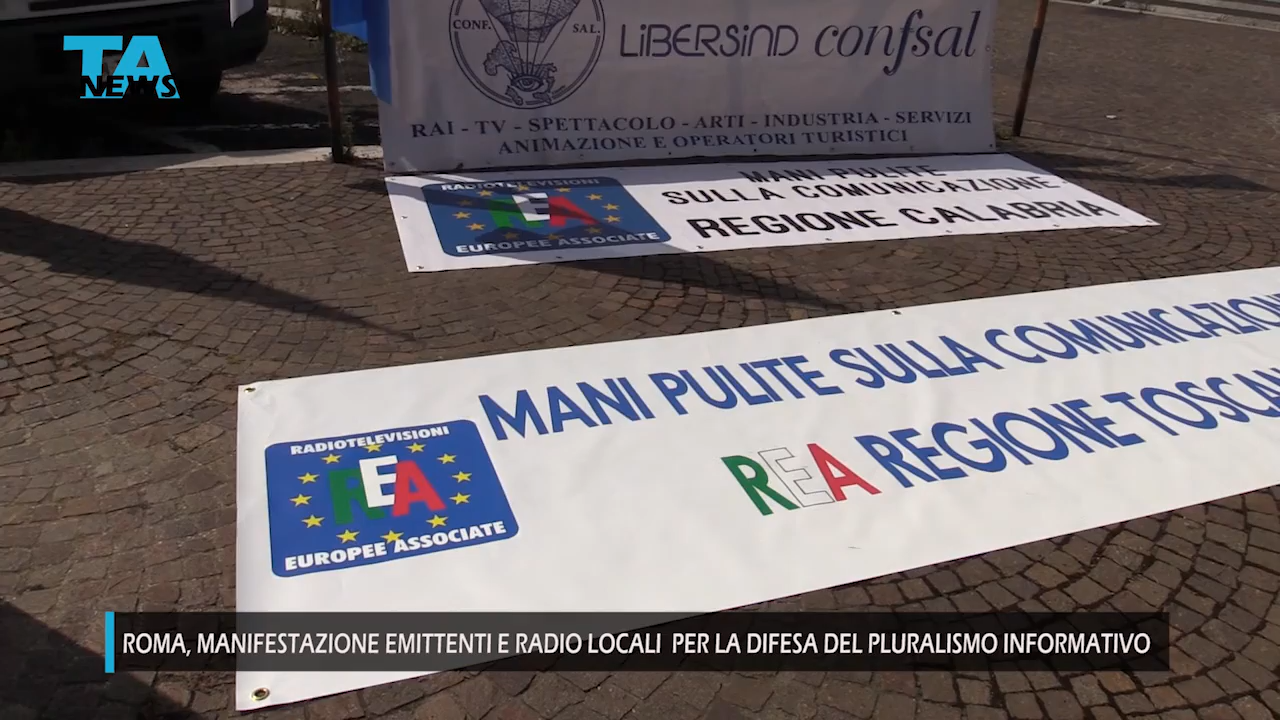 TA
NEWS
CONF. SAL.
LIBERSIND confsal
RAI - TV - SPETTACOLO - ARTI - INDUSTRIA - SERVIZI
ANIMAZIONE E OPERATORI TURISTICI
RADIOTELEVISIONI
REA
EUROPEE ASSOCIATE
MANI PULITE
SULLA COMUNICAZIONE
REGIONE CALABRIA
RADIOTELEVISIONI
REA
EUROPEE ASSOCIATE
MANI PULITE SULLA COMUNICAZION
REA REGIONE TOSCAN
ROMA, MANIFESTAZIONE EMITTENTI E RADIO LOCALI PER LA DIFESA DEL PLURALISMO INFORMATIVO